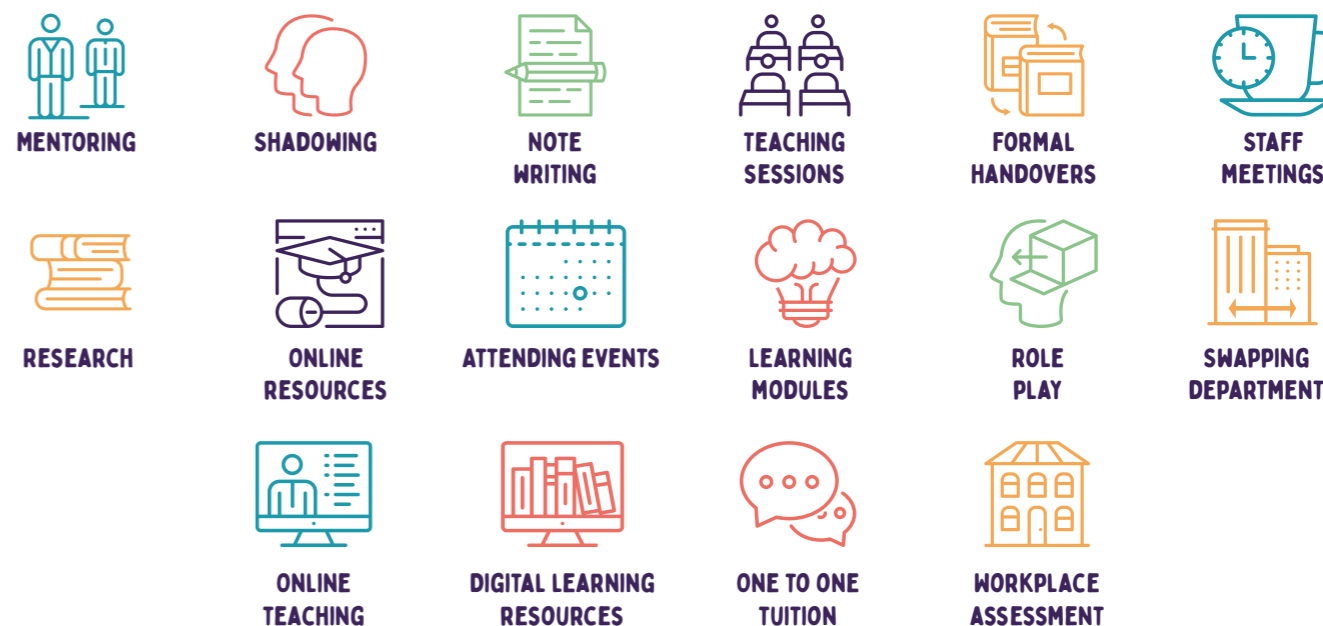 MENTORING
SHADOWING
NOTE
WRITING
TEACHING
SESSIONS
FORMAL
HANDOVERS
STAFF
MEETINGS
RESEARCH
ONLINE
RESOURCES
ATTENDING EVENTS
LEARNING
MODULES
ROLE
PLAY
SWAPPING
DEPARTMENT
ONLINE
TEACHING
DIGITAL LEARNING
RESOURCES
ONE TO ONE
TUITION
WORKPLACE
ASSESSMENT